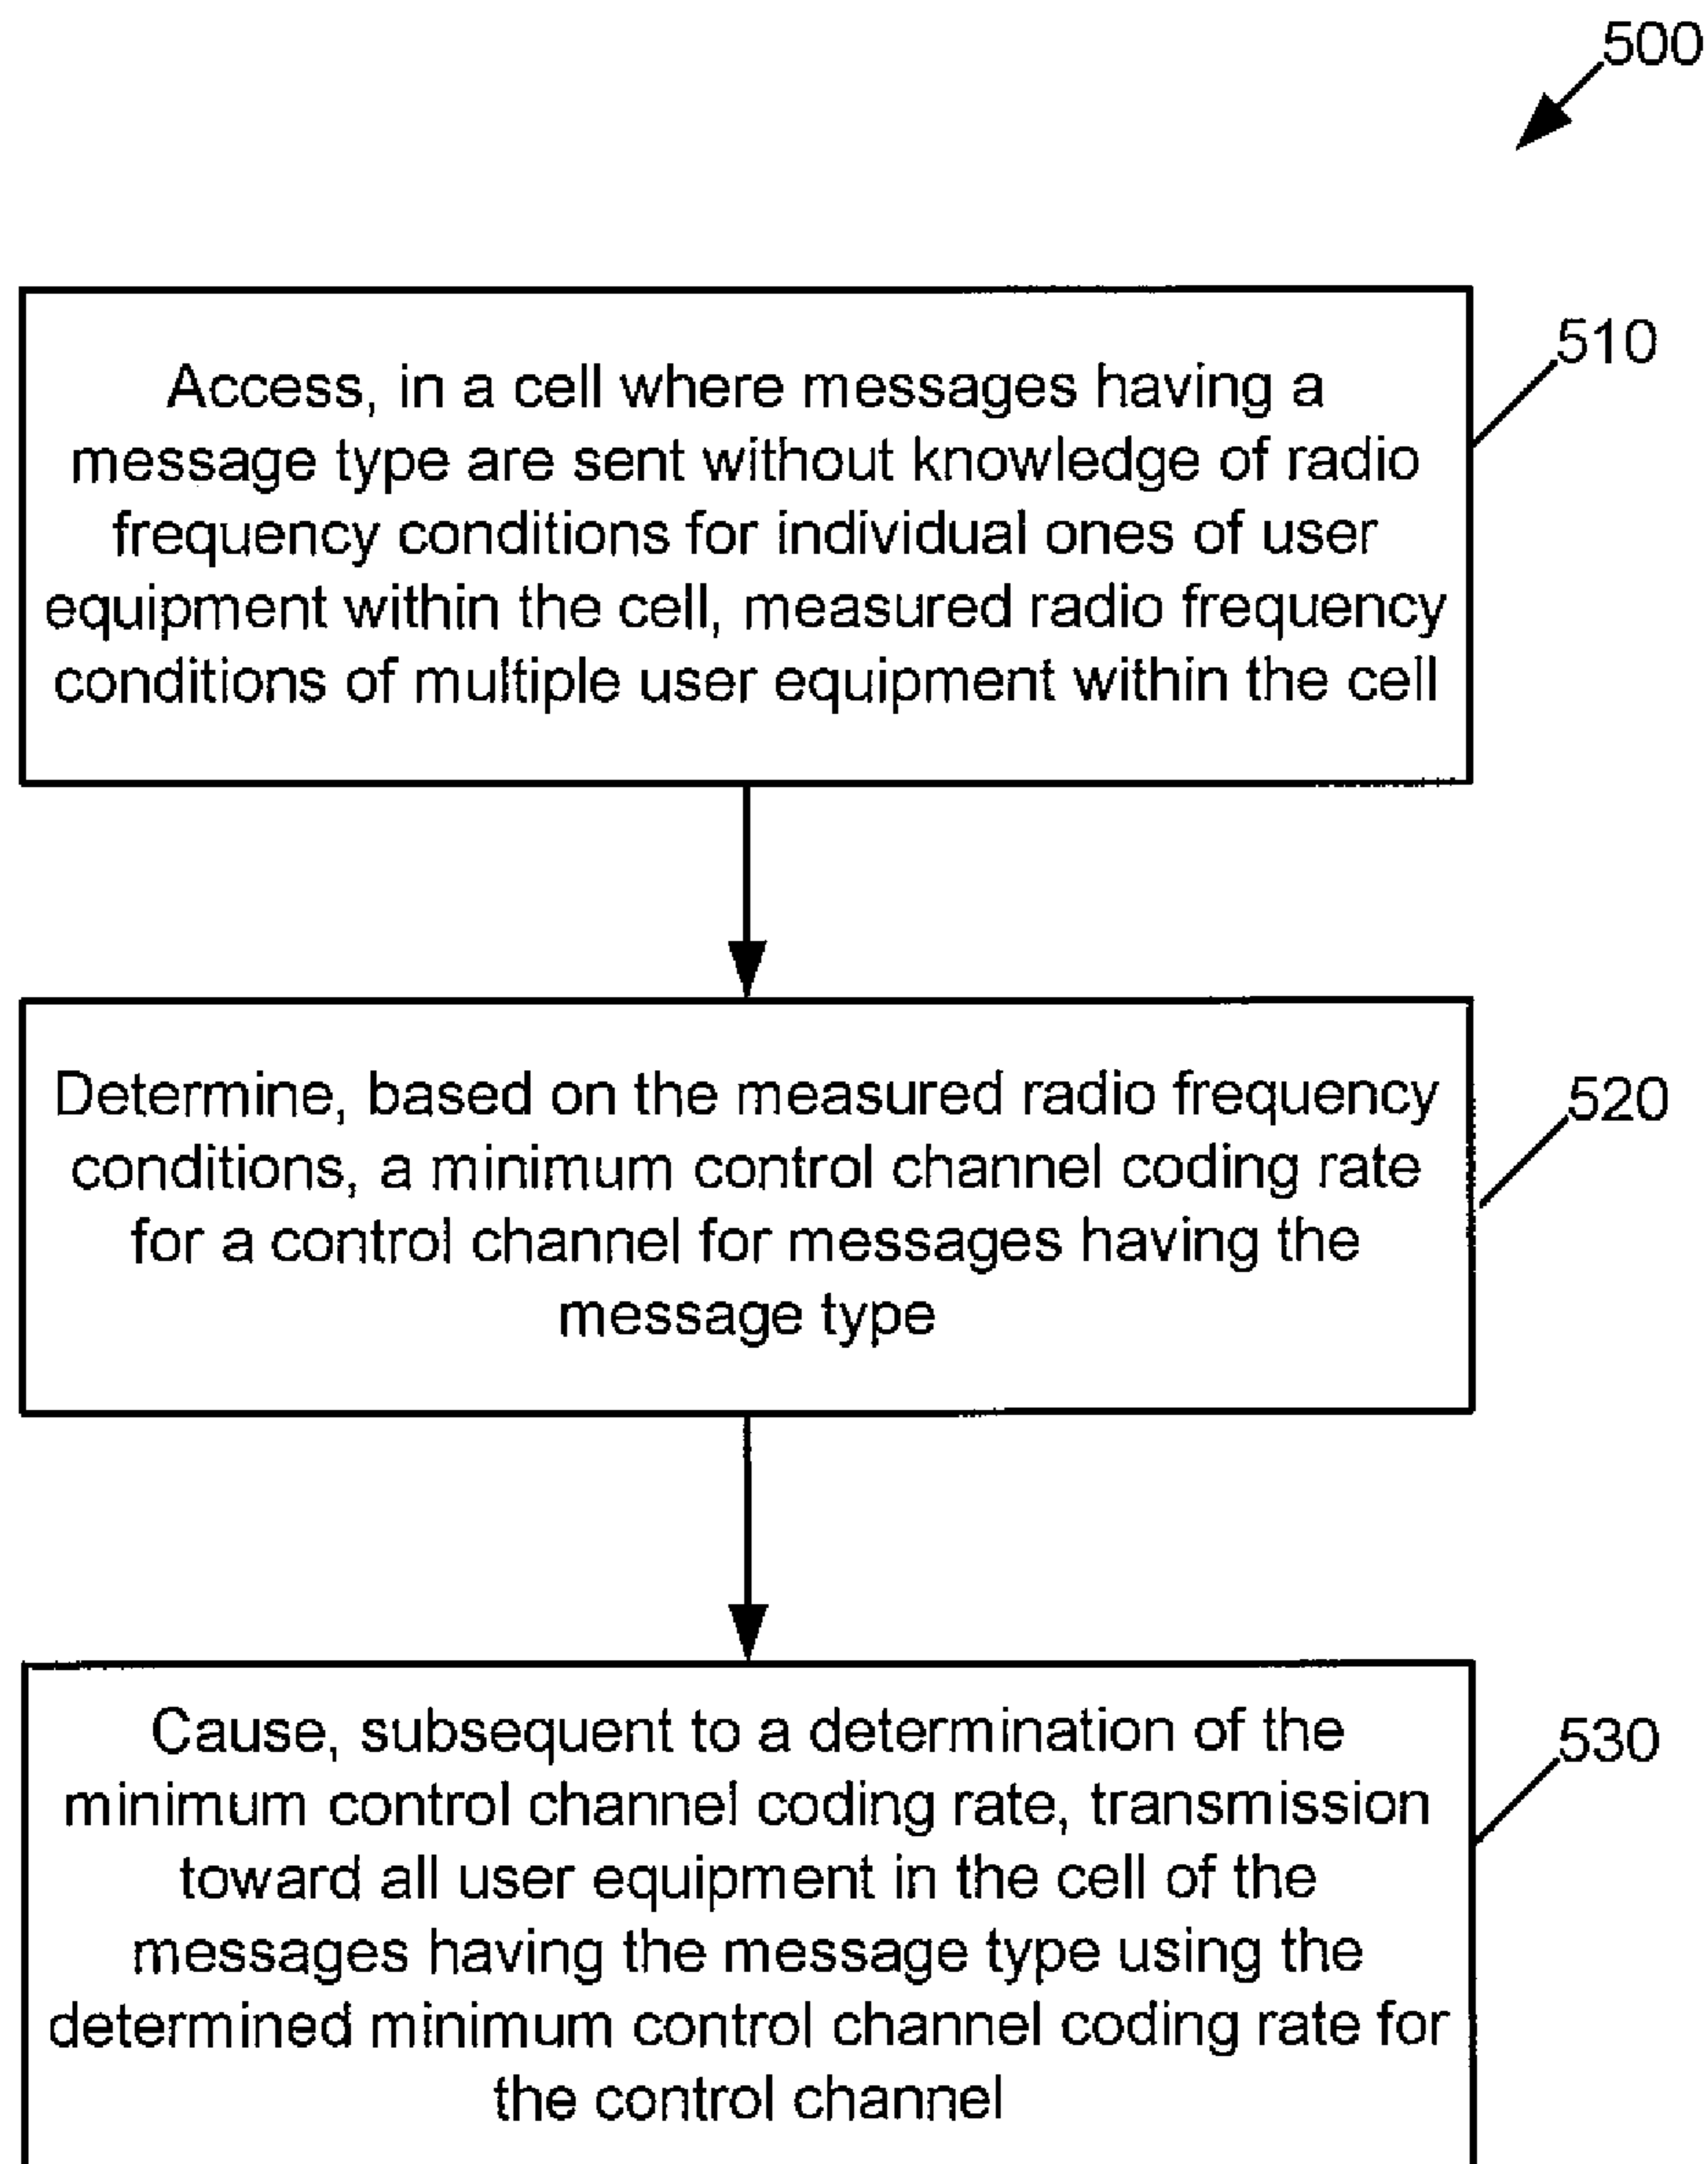 500
510
Access, in a cell where messages having a
message type are sent without knowledge of radio
frequency conditions for individual ones of user
equipment within the cell, measured radio frequency
conditions of multiple user equipment within the cell
520
Determine, based on the measured radio frequency
conditions, a minimum control channel coding rate
for a control channel for messages having the
message type
530
Cause, subsequent to a determination of the
minimum control channel coding rate, transmission
toward all user equipment in the cell of the
messages having the message type using the
determined minimum control channel coding rate for
the control channel